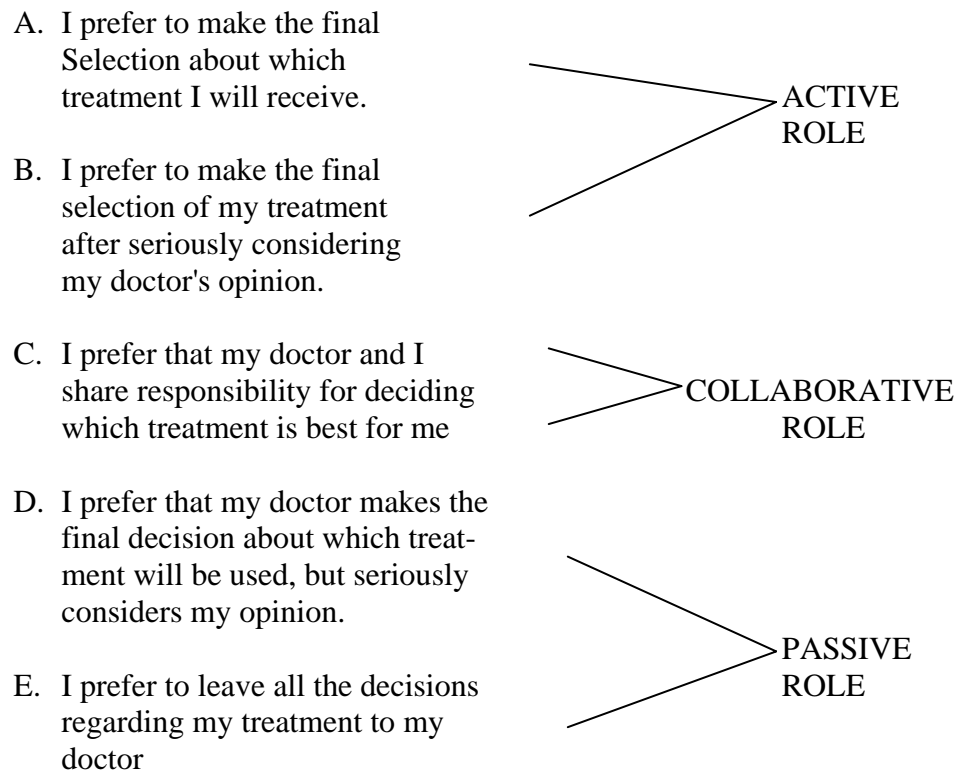 A. I prefer to make the final
Selection about which
treatment I will receive.
ACTIVE
ROLE
B. I prefer to make the final
selection of my treatment
after seriously considering
my doctor's opinion.
C. I prefer that my doctor and I
share responsibility for deciding
which treatment is best for me
COLLABORATIVE
ROLE
D. I prefer that my doctor makes the
final decision about which treat-
ment will be used, but seriously
considers my opinion.
E. I prefer to leave all the decisions
regarding my treatment to my
doctor
PASSIVE
ROLE